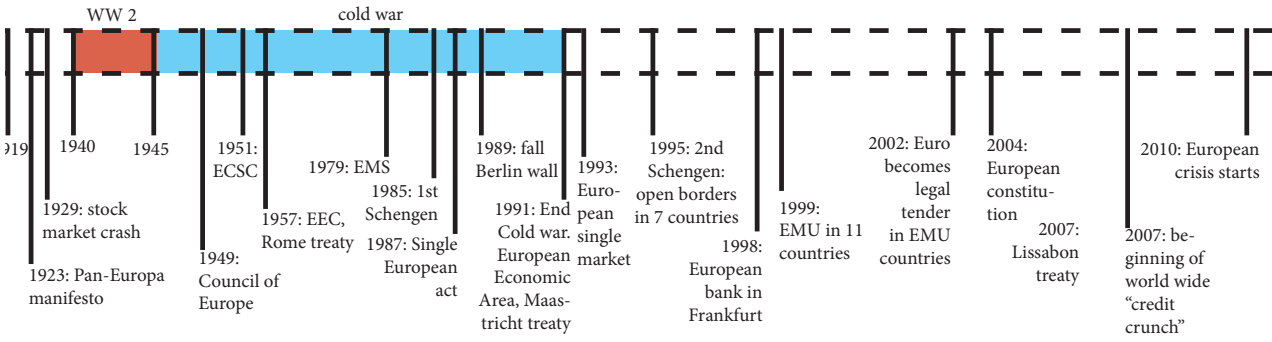 WW 2
cold war
919
1940
1945
1929: stock
market crash
1923: Pan-Europa
manifesto
1949:
Council of
Europe
1951:
ECSC
1957: EEC,
Rome treaty
1979: EMS
1985: 1st
Schengen
1987: Single
European
act
1989: fall
Berlin wall
1991: End
Cold war.
European
Economic
Area, Maas-
tricht treaty
1993:
Euro-
pean
single
market
1995: 2nd
Schengen:
open borders
in 7 countries
1998:
European
bank in
Frankfurt
1999:
EMU in 11
countries
2002: Euro
becomes
legal
tender
in EMU
countries
2004:
European
constitu-
tion
2007:
Lissabon
treaty
2007: be-
ginning of
world wide
“credit
crunch”
2010: European
crisis starts